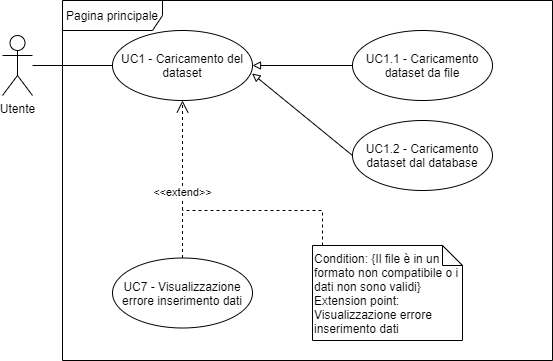 Pagina principale
UC1 - Caricamento del
dataset
UC1.1 - Caricamento
dataset da file
Utente
UC1.2 - Caricamento
dataset dal database
<<extend>>
UC7 - Visualizzazione
errore inserimento dati
Condition: {Il file è in un
formato non compatibile o i
dati non sono validi}
Extension point:
Visualizzazione errore
inserimento dati